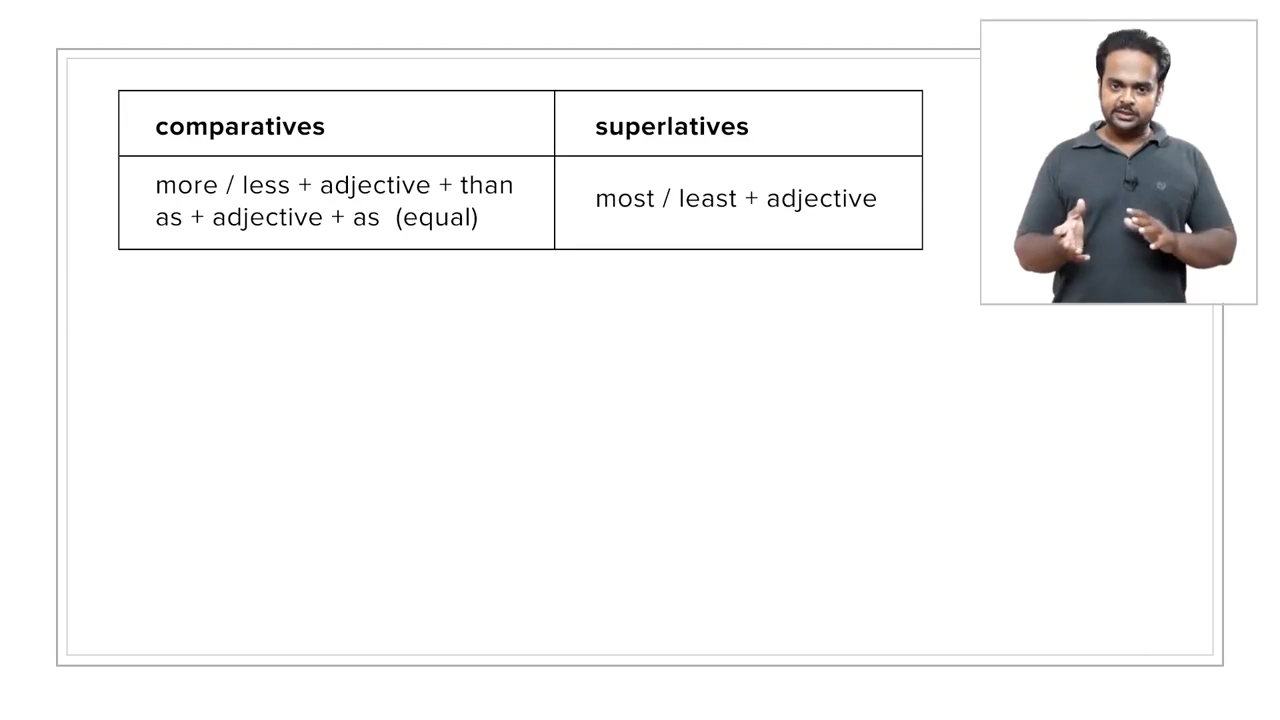 comparatives
superlatives
more / less + adjective + than
as + adjective + as (equal)
most / least + adjective